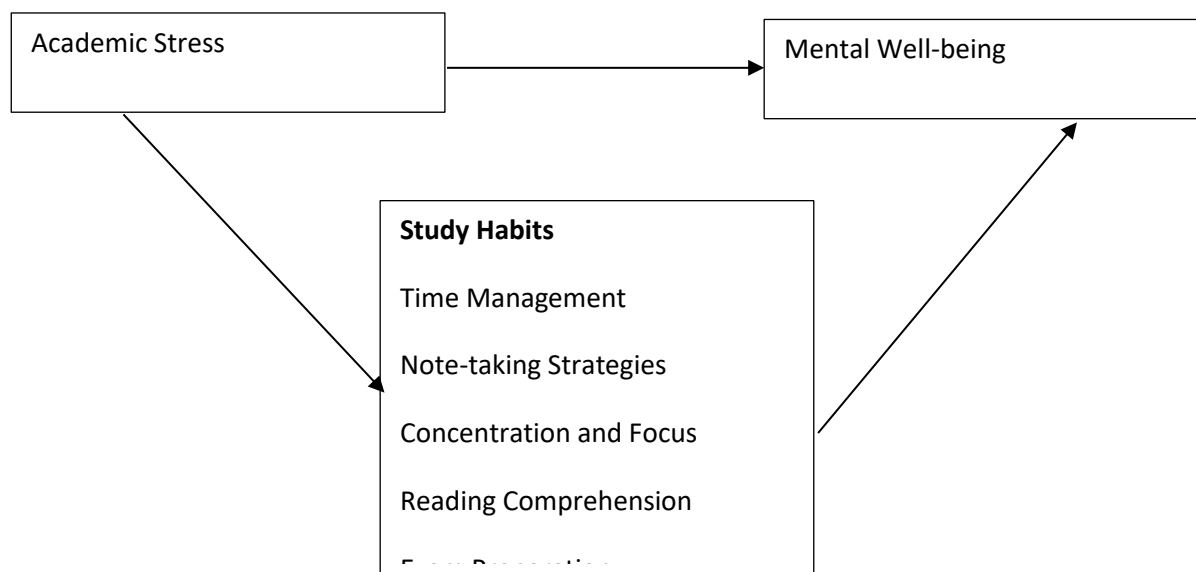 Academic Stress
Mental Well-being
Study Habits
Time Management
Note-taking Strategies
Concentration and Focus
Reading Comprehension